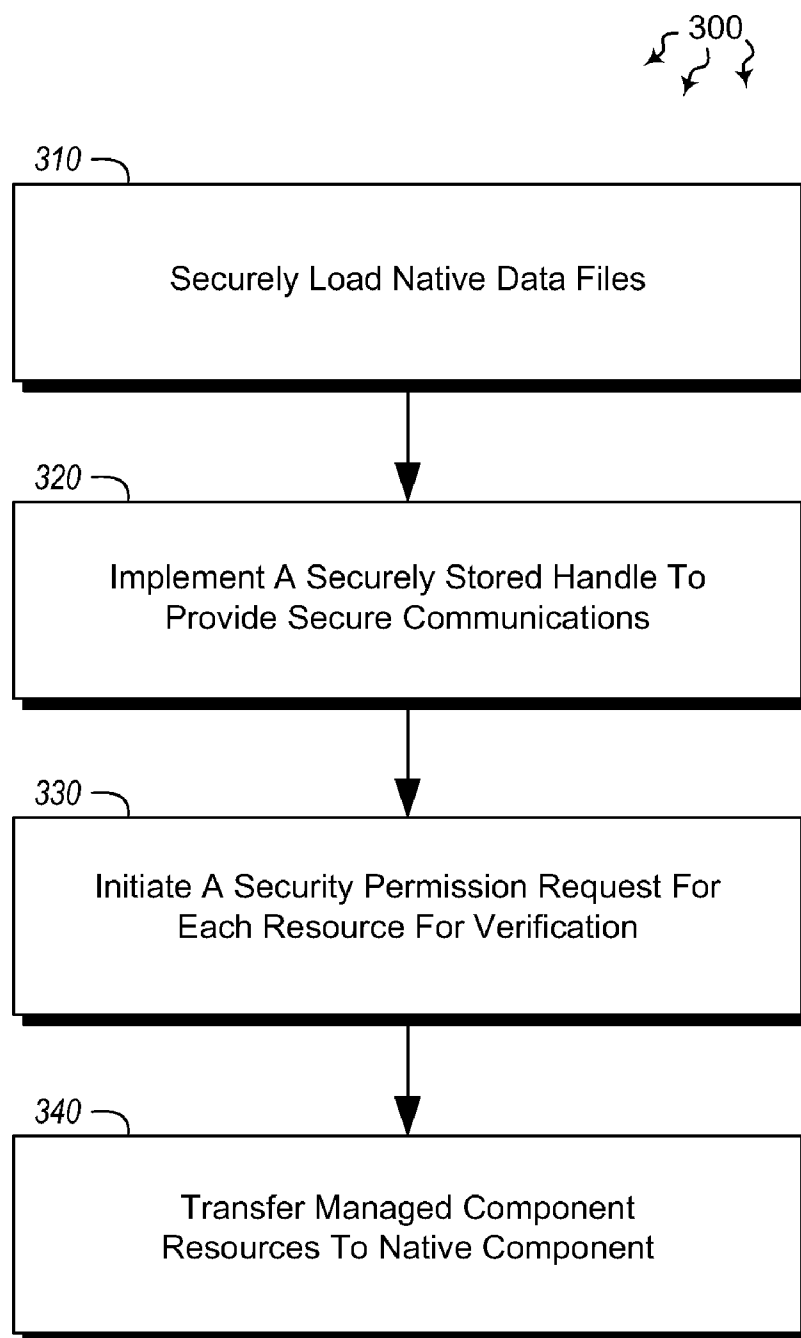 300
310
Securely Load Native Data Files
320
Implement A Securely Stored Handle To
Provide Secure Communications
330
Initiate A Security Permission Request For
Each Resource For Verification
340
Transfer Managed Component
Resources To Native Component